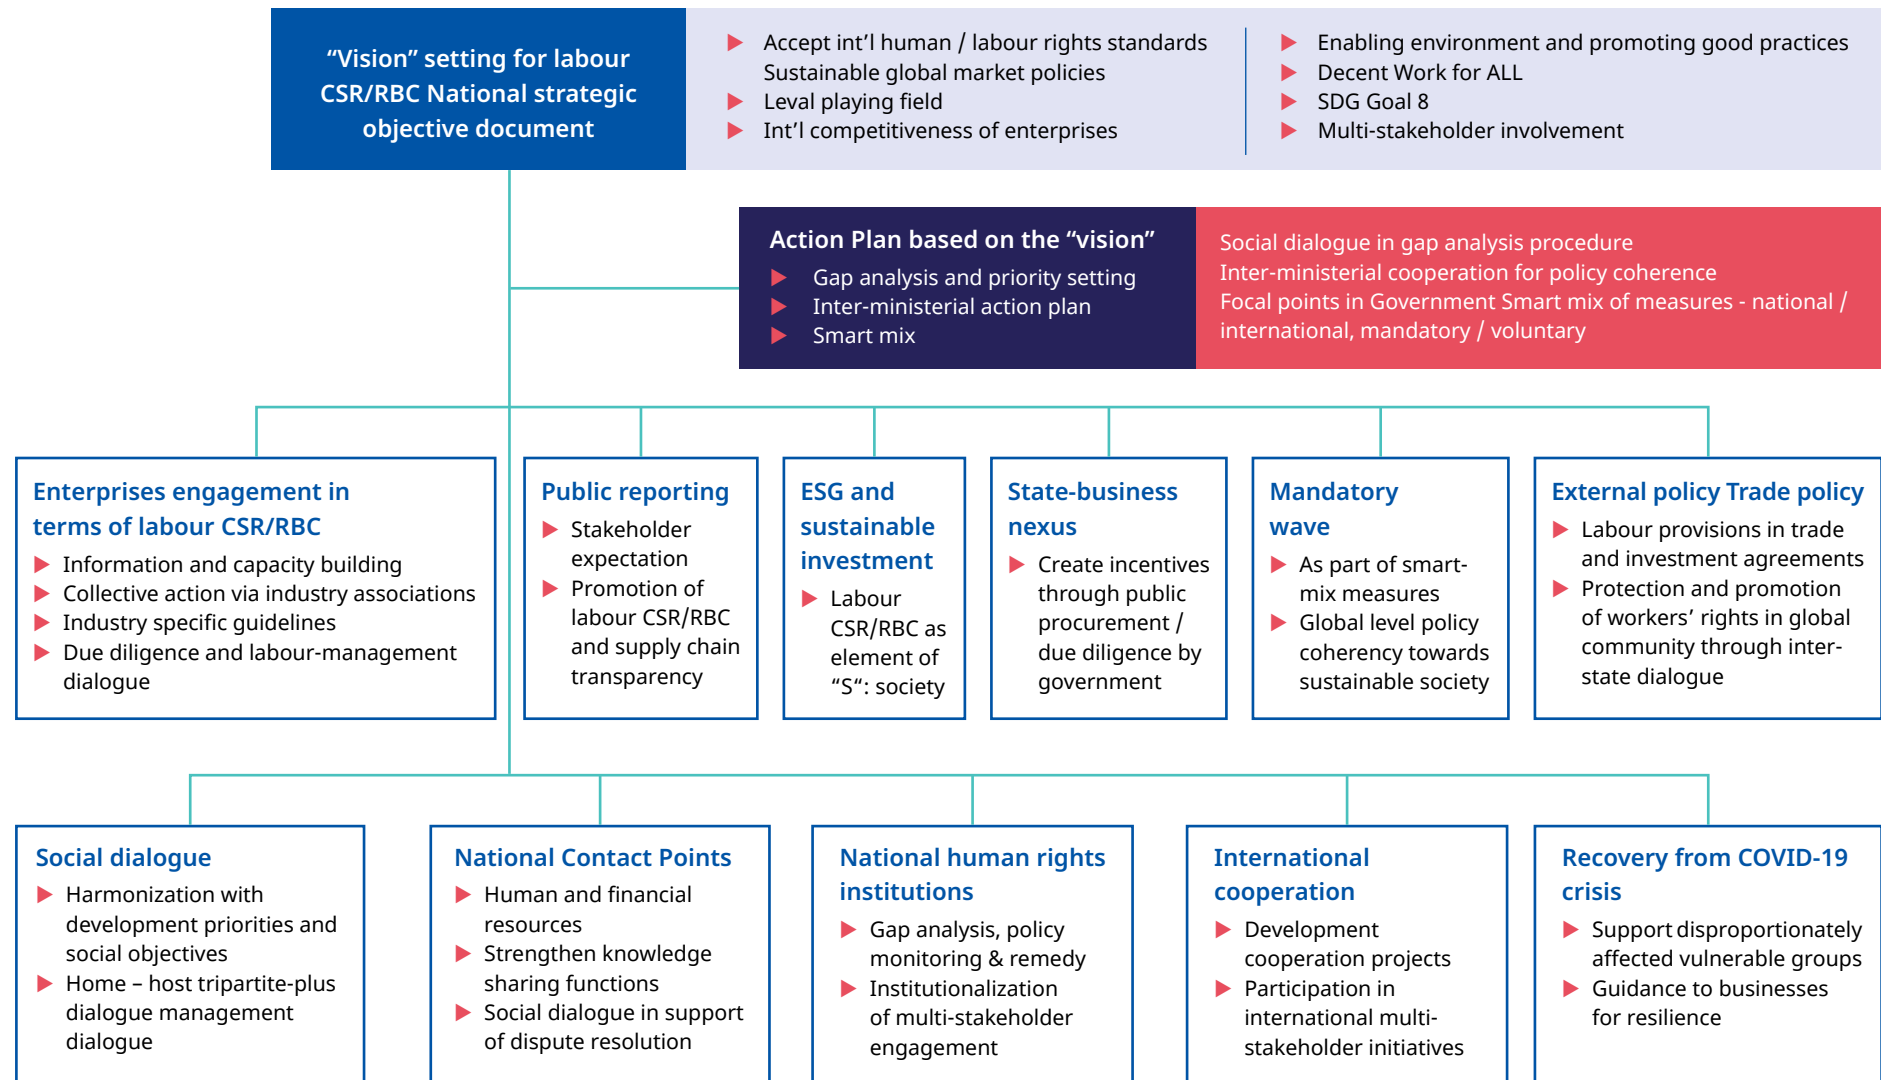 “Vision” setting for labour
CSR/RBC National strategic
objective document
Accept int’l human / labour rights standards
Sustainable global market policies
Leval playing field
Int’l competitiveness of enterprises
Enabling environment and promoting good practices
Decent Work for ALL
SDG Goal 8
Multi-stakeholder involvement
Action Plan based on the “vision”
Gap analysis and priority setting
Inter-ministerial action plan
Smart mix
Social dialogue in gap analysis procedure
Inter-ministerial cooperation for policy coherence
Focal points in Government Smart mix of measures - national /
international, mandatory / voluntary
Enterprises engagement in
terms of labour CSR/RBC
Information and capacity building
Collective action via industry associations
Industry specific guidelines
Due diligence and labour-management
dialogue
Public reporting
Stakeholder
expectation
Promotion of
labour CSR/RBC
and supply chain
transparency
ESG and
sustainable
investment
Labour
CSR/RBC as
element of
“S“: society
State-business
nexus
Create incentives
through public
procurement /
due diligence by
government
Mandatory
wave
As part of smart-
mix measures
Global level policy
coherency towards
sustainable society
External policy Trade policy
Labour provisions in trade
and investment agreements
Protection and promotion
of workers’ rights in global
community through inter-
state dialogue
Social dialogue
Harmonization with
development priorities and
social objectives
Home – host tripartite-plus
dialogue management
dialogue
National Contact Points
Human and financial
resources
Strengthen knowledge
sharing functions
Social dialogue in support
of dispute resolution
National human rights
institutions
Gap analysis, policy
monitoring & remedy
Institutionalization
of multi-stakeholder
engagement
International
cooperation
Development
cooperation projects
Participation in
international multi-
stakeholder initiatives
Recovery from COVID-19
crisis
Support disproportionately
affected vulnerable groups
Guidance to businesses
for resilience